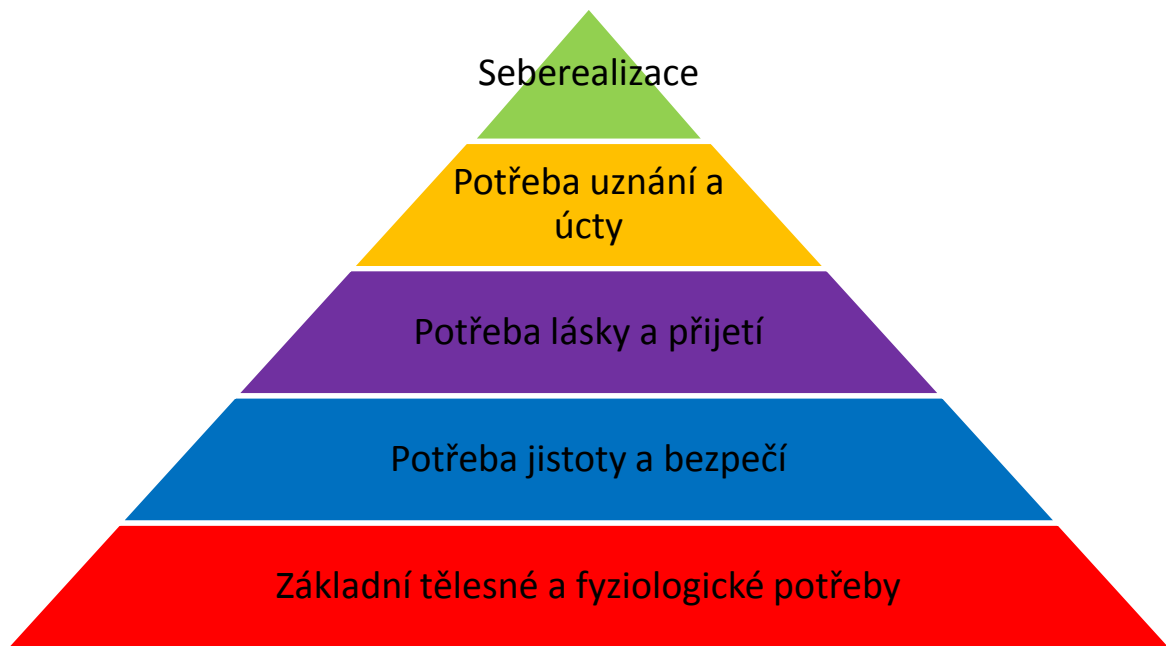 Seberealizace
Potřeba uznání a
úcty
Potřeba lásky a přijetí
Potřeba jistoty a bezpečí
Základní tělesné a fyziologické potřeby